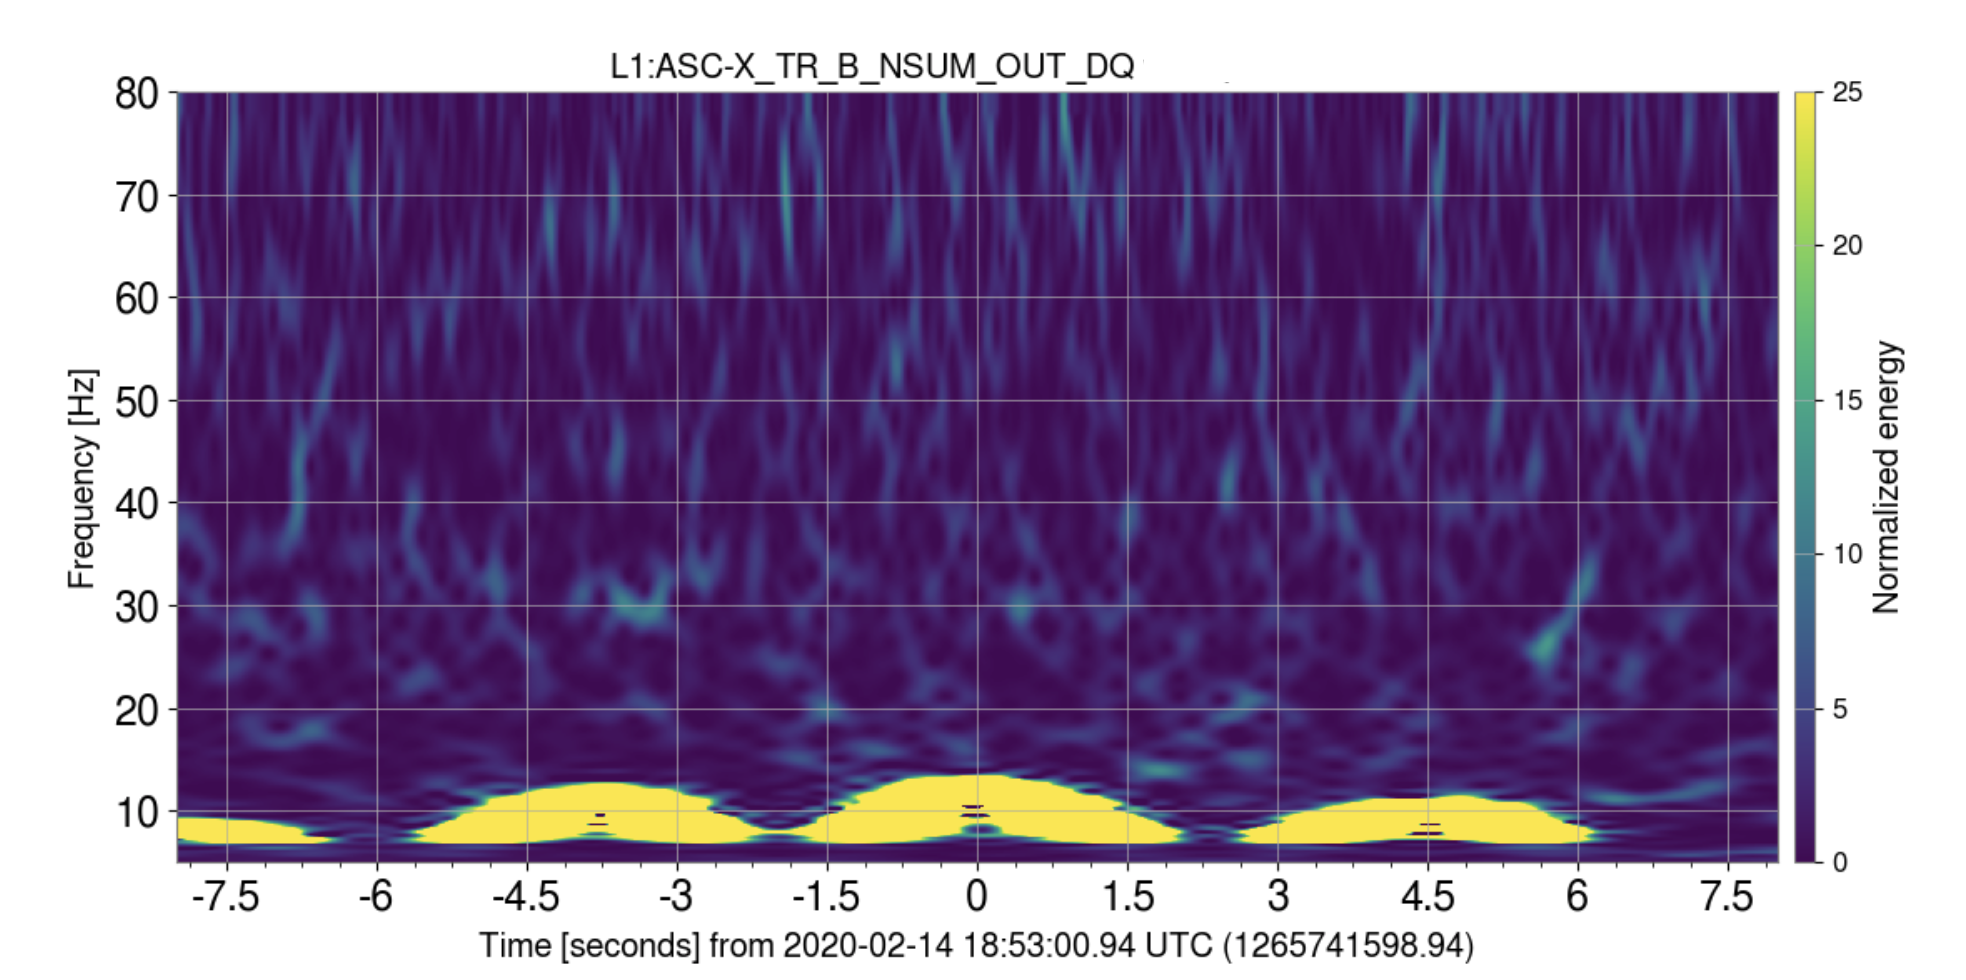 L1:ASC-X_TR_B_NSUM_OUT_DQ
80
70
60
50
40
30
20
10
Frequency [Hz]
-7.5 -6 -4.5 -3 -1.5 0 1.5 3 4.5 6 7.5
Time [seconds] from 2020-02-14 18:53:00.94 UTC (1265741598.94)
25
20
15
10
5
0
Normalized energy